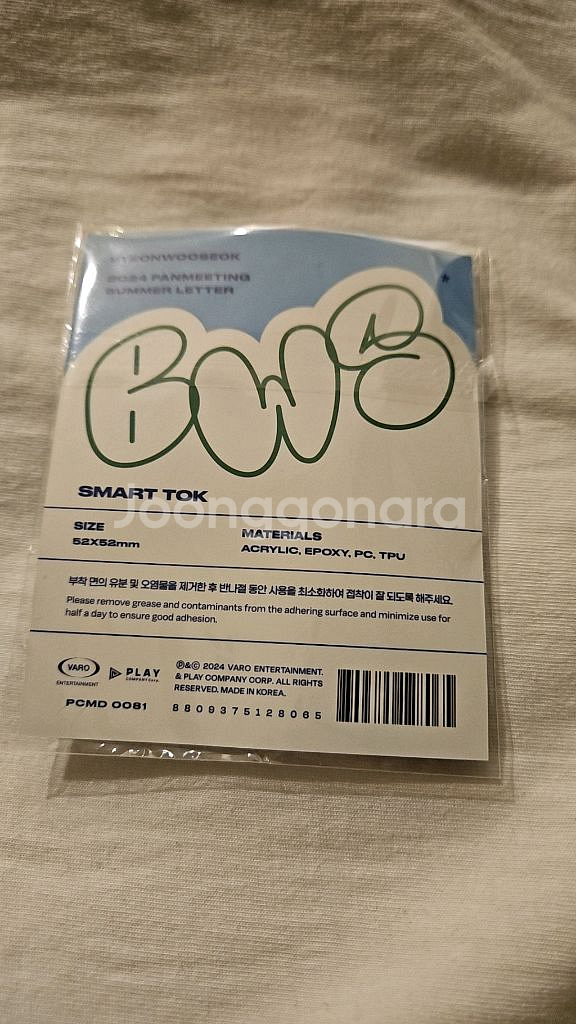 BYEONWOOSEOK
2024 FANMEETING
SUMMER LETTER
*
BWS
SMART TOK
Joonggonara
SIZE
52X52mm
MATERIALS
ACRYLIC, EPOXY, PC, TPU
부착 면의 유분 및 오염물을 제거한 후 반나절 동안 사용을 최소화하여 접착이 잘 되도록 해주세요.
Please remove grease and contaminants from the adhering surface and minimize use for
half a day to ensure good adhesion.
VARO
ENTERTAINMENT
PLAY
COMPANY Corp.
PCMD 0081
℗&© 2024 VARO ENTERTAINMENT.
& PLAY COMPANY CORP. ALL RIGHTS
RESERVED. MADE IN KOREA.
8809375128065